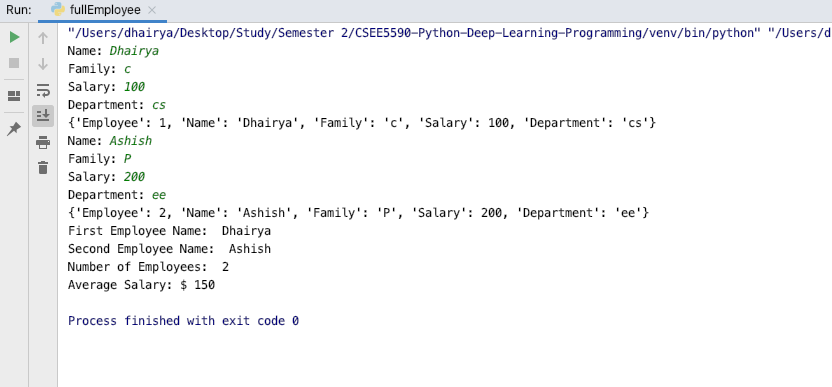 Run: fullEmployee
"/Users/dhairya/Desktop/Study/Semester 2/CSEE5590-Python-Deep-Learning-Programming/venv/bin/python" "/Users/d
Name: Dhairya
Family: c
Salary: 100
Department: cs
{'Employee': 1, 'Name': 'Dhairya', 'Family': 'c', 'Salary': 100, 'Department': 'cs'}
Name: Ashish
Family: P
Salary: 200
Department: ee
{'Employee': 2, 'Name': 'Ashish', 'Family': 'P', 'Salary': 200, 'Department': 'ee'}
First Employee Name:  Dhairya
Second Employee Name:  Ashish
Number of Employees:  2
Average Salary: $ 150
Process finished with exit code 0